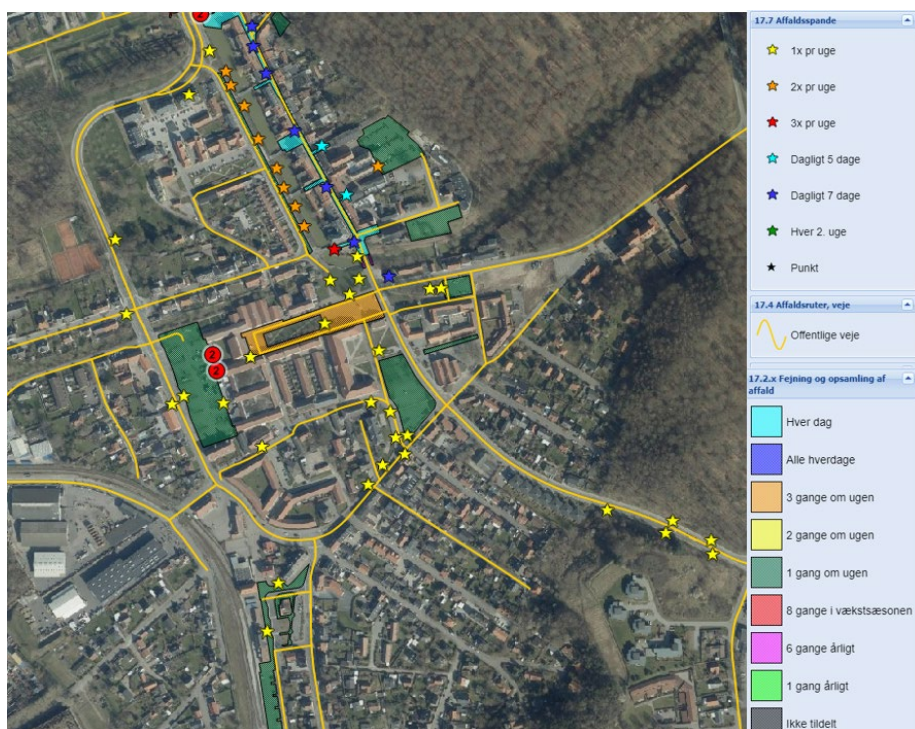 2
2
2
17.7 Affaldsspande
1x pr uge
2x pr uge
3x pr uge
Dagligt 5 dage
Dagligt 7 dage
Hver 2. uge
Punkt
17.4 Affaldsruter, veje
Offentlige veje
17.2.x Fejning og opsamling af
affald
Hver dag
Alle hverdage
3 gange om ugen
2 gange om ugen
1 gang om ugen
8 gange i vækstsæsonen
6 gange årligt
1 gang årligt
Ikke tildelt